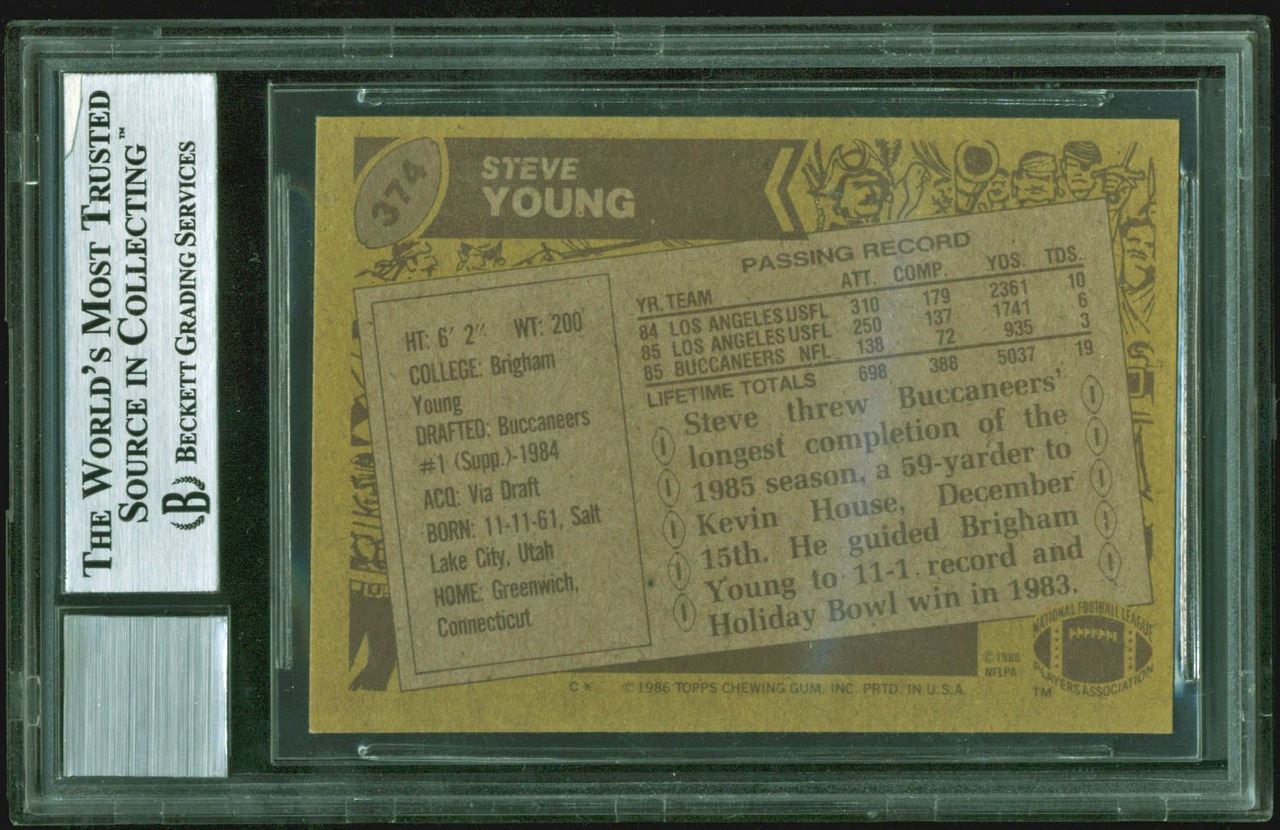 THE WORLD'S MOST TRUSTED
SOURCE IN COLLECTING™
B BECKETT GRADING SERVICES
374
STEVE
YOUNG
HT: 6' 2" WT: 200
COLLEGE: Brigham
Young
DRAFTED: Buccaneers
#1 (Supp.)-1984
ACQ: Via Draft
BORN: 11-11-61, Salt
Lake City, Utah
HOME: Greenwich,
Connecticut
PASSING RECORD
YR. TEAM ATT. COMP. YDS. TDS.
84 LOS ANGELES USFL 310 179 2361 10
85 LOS ANGELES USFL 250 137 1741 6
85 BUCCANEERS NFL 138 72 935 3
LIFETIME TOTALS 698 388 5037 19
Steve threw Buccaneers'
longest completion of the
1985 season, a 59-yarder to
Kevin House, December
15th. He guided Brigham
Young to 11-1 record and
Holiday Bowl win in 1983.
©1986
NFLPA
NATIONAL FOOTBALL LEAGUE
PLAYERS ASSOCIATION
TM
C* ©1986 TOPPS CHEWING GUM, INC. PRTD. IN U.S.A.